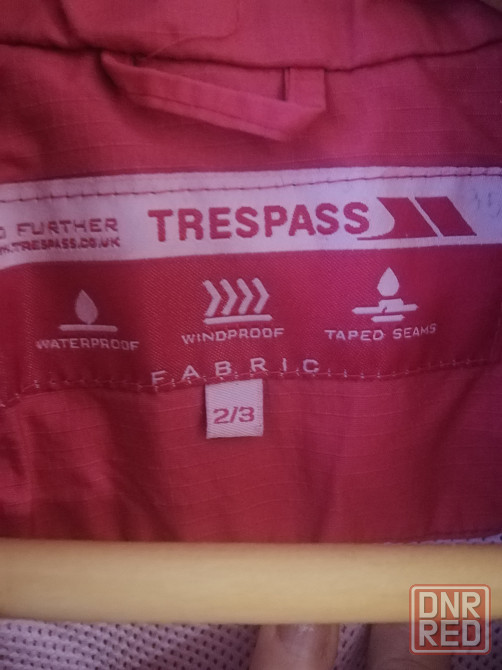 O FURTHER
TRESPASS
.TRESPASS.CO.UK
WATERPROOF
WINDPROOF
TAPED SEAMS
FABRIC
2/3
DNR
RED